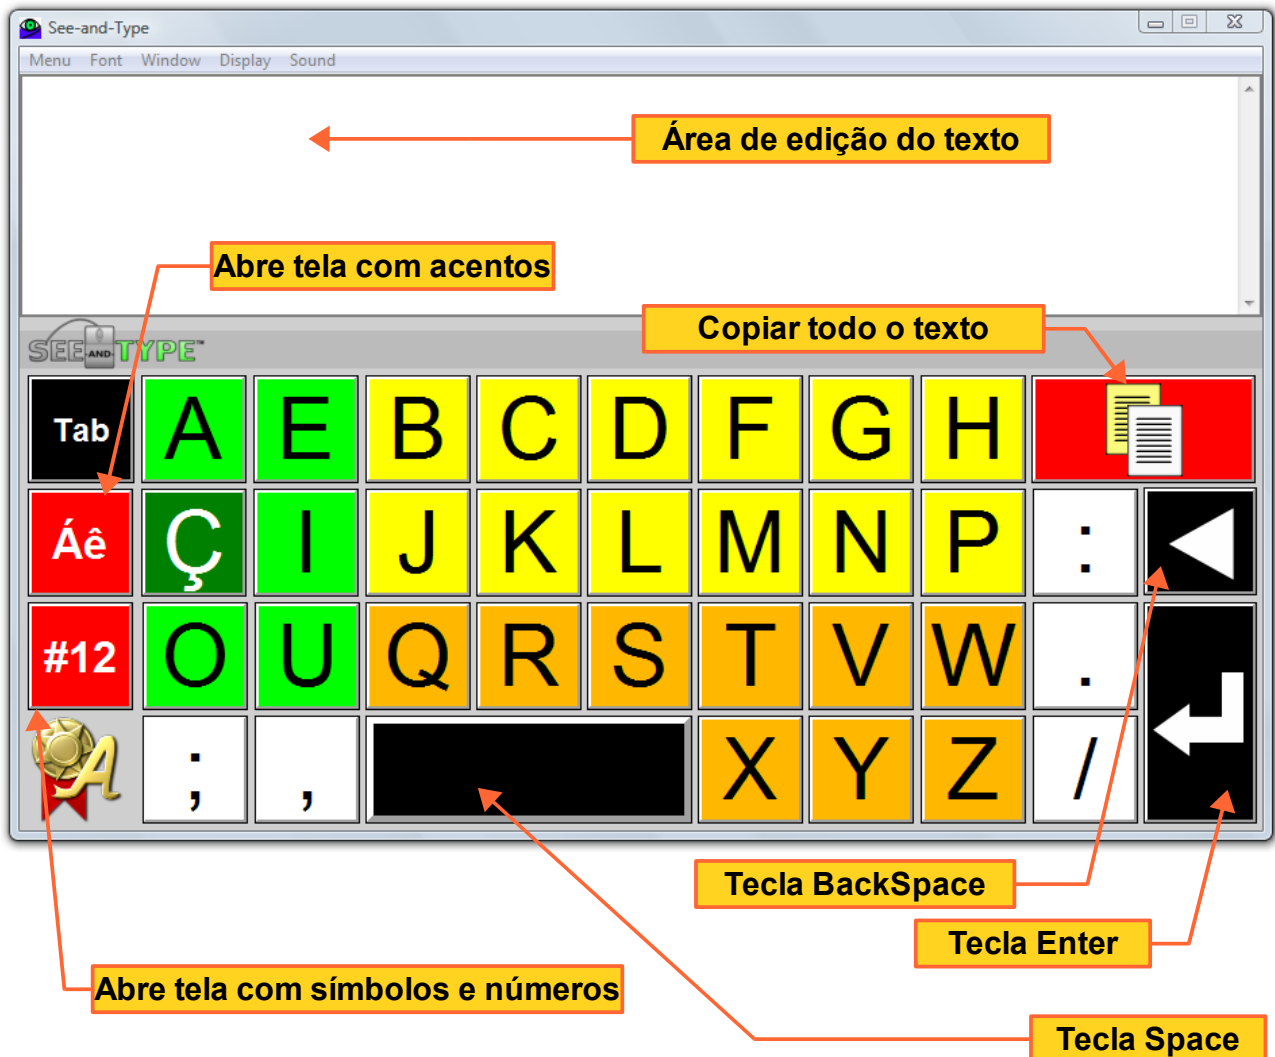 See-and-Type
Menu Font Window Display Sound
Área de edição do texto
Abre tela com acentos
Copiar todo o texto
SEE-AND-TYPE™
Tab A E B C D F G H
Áê Ç I J K L M N P :
#12 O U Q R S T V W .
A ; , X Y Z /
Tecla BackSpace
Tecla Enter
Abre tela com símbolos e números
Tecla Space